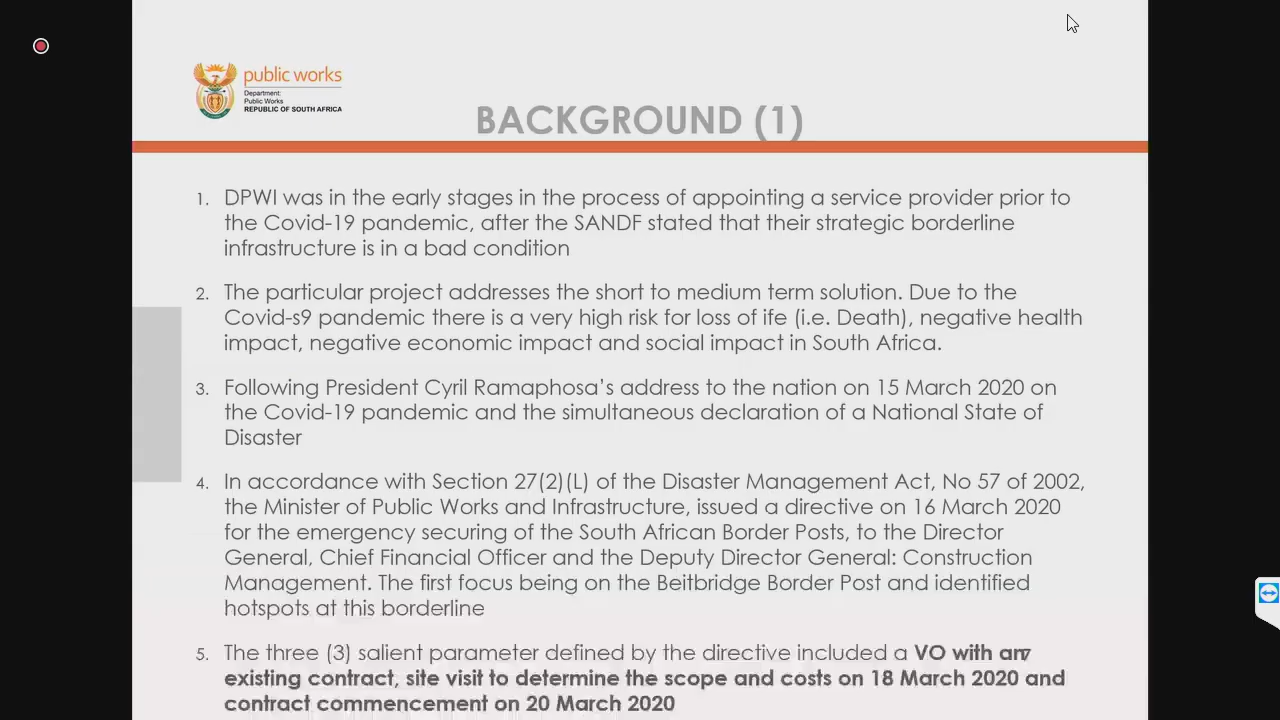 public works
Department:
Public Works
REPUBLIC OF SOUTH AFRICA
BACKGROUND (1)
1. DPWI was in the early stages in the process of appointing a service provider prior to
the Covid-19 pandemic, after the SANDF stated that their strategic borderline
infrastructure is in a bad condition
2. The particular project addresses the short to medium term solution. Due to the
Covid-s9 pandemic there is a very high risk for loss of ife (i.e. Death), negative health
impact, negative economic impact and social impact in South Africa.
3. Following President Cyril Ramaphosa's address to the nation on 15 March 2020 on
the Covid-19 pandemic and the simultaneous declaration of a National State of
Disaster
4. In accordance with Section 27(2)(L) of the Disaster Management Act, No 57 of 2002,
the Minister of Public Works and Infrastructure, issued a directive on 16 March 2020
for the emergency securing of the South African Border Posts, to the Director
General, Chief Financial Officer and the Deputy Director General: Construction
Management. The first focus being on the Beitbridge Border Post and identified
hotspots at this borderline
5. The three (3) salient parameter defined by the directive included a VO with any
existing contract, site visit to determine the scope and costs on 18 March 2020 and
contract commencement on 20 March 2020